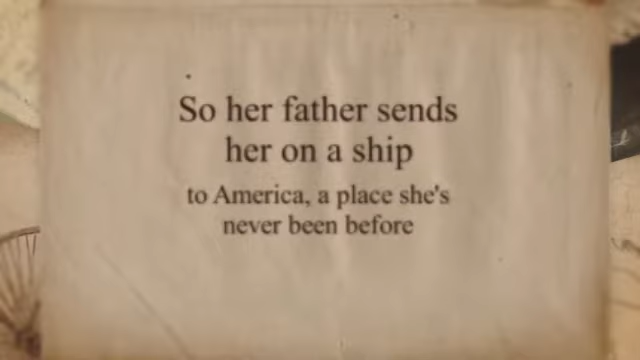 So her father sends
her on a ship
to America, a place she's
never been before